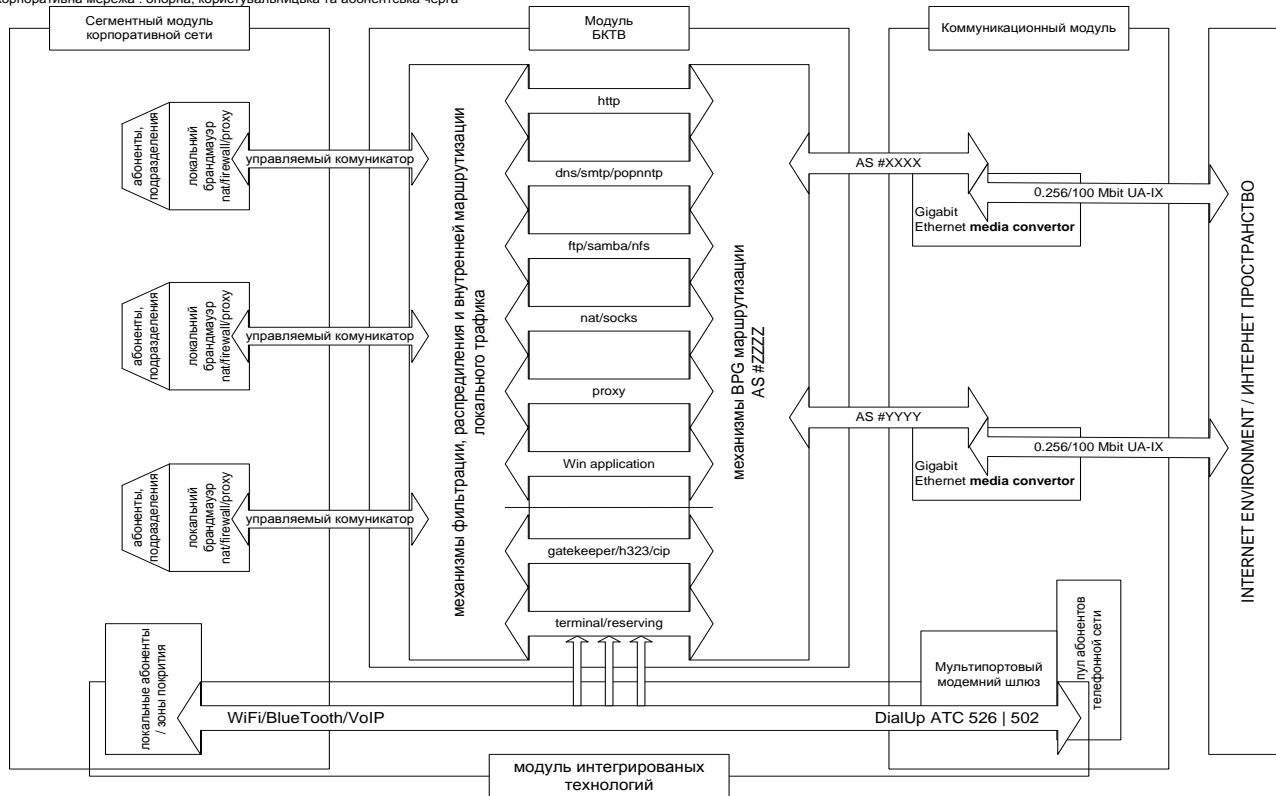 корпоративна мережа : опорна, користувальницька та абонентська черга
Сегментный модуль
корпоративной сети
Модуль
БКТВ
Коммуникационный модуль
абоненты,
подразделения
локальний
брандмауэр
nat/firewall/proxy
управляемый комуникатор
абоненты,
подразделения
локальний
брандмауэр
nat/firewall/proxy
управляемый комуникатор
абоненты,
подразделения
локальний
брандмауэр
nat/firewall/proxy
управляемый комуникатор
механизмы фильтрации, распредиления и внутренней маршрутизации
локального трафика
http
dns/smtp/popnntp
ftp/samba/nfs
nat/socks
proxy
Win application
gatekeeper/h323/cip
terminal/reserving
механизмы BPG маршрутизации
AS #ZZZZ
AS #XXXX
0.256/100 Mbit UA-IX
Gigabit
Ethernet media convertor
AS #YYYY
0.256/100 Mbit UA-IX
Gigabit
Ethernet media convertor
INTERNET ENVIRONMENT / ИНТЕРНЕТ ПРОСТРАНСТВО
локальные абоненты
/ зоны покрития
WiFi/BlueTooth/VoIP
DialUp ATC 526 | 502
Мультипортовый
модемний шлюз
пул абонентов
телефонной сети
модуль интегрированых
технологий